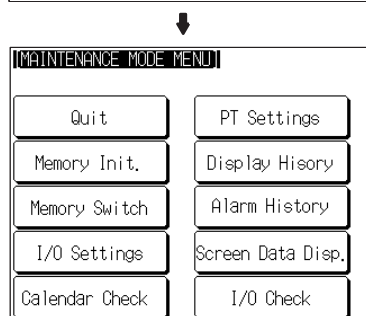 [MAINTENANCE MODE MENU]
Quit
PT Settings
Memory Init.
Display Hisory
Memory Switch
Alarm History
I/O Settings
Screen Data Disp.
Calendar Check
I/O Check